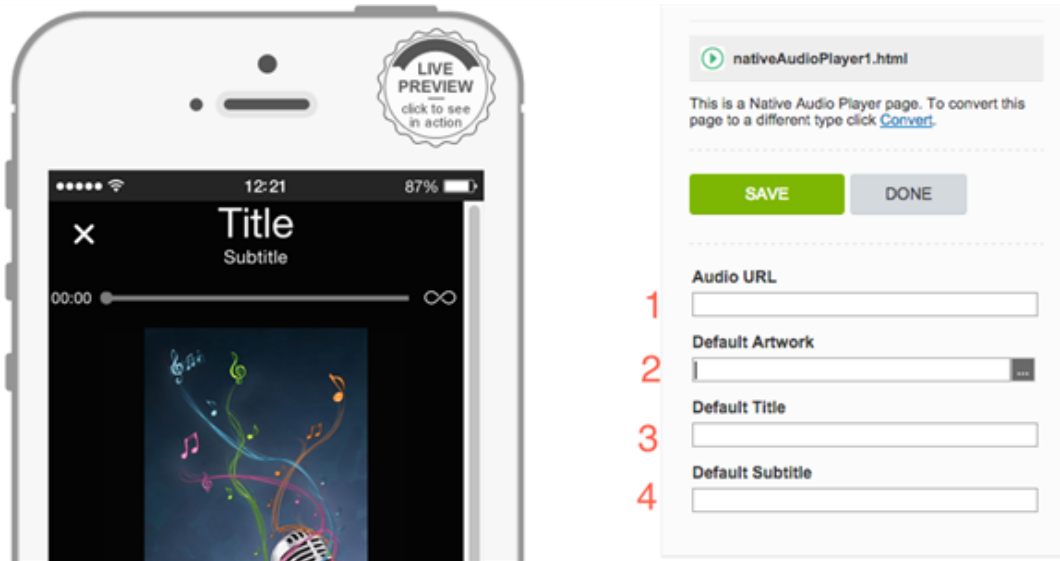 LIVE
PREVIEW
click to see
in action
12:21
87%
Title
Subtitle
00:00
nativeAudioPlayer1.html
This is a Native Audio Player page. To convert this
page to a different type click Convert.
SAVE
DONE
Audio URL
1
Default Artwork
2
...
Default Title
3
Default Subtitle
4